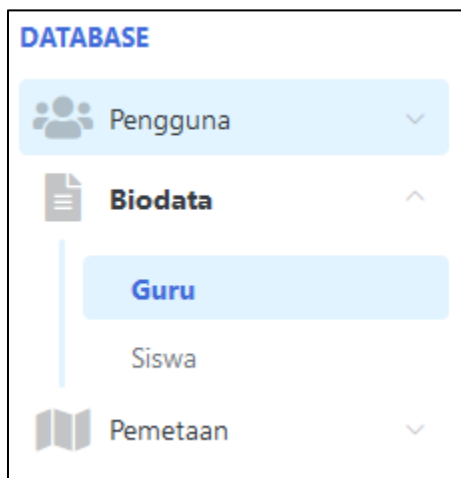 DATABASE
Pengguna
Biodata
Guru
Siswa
Pemetaan